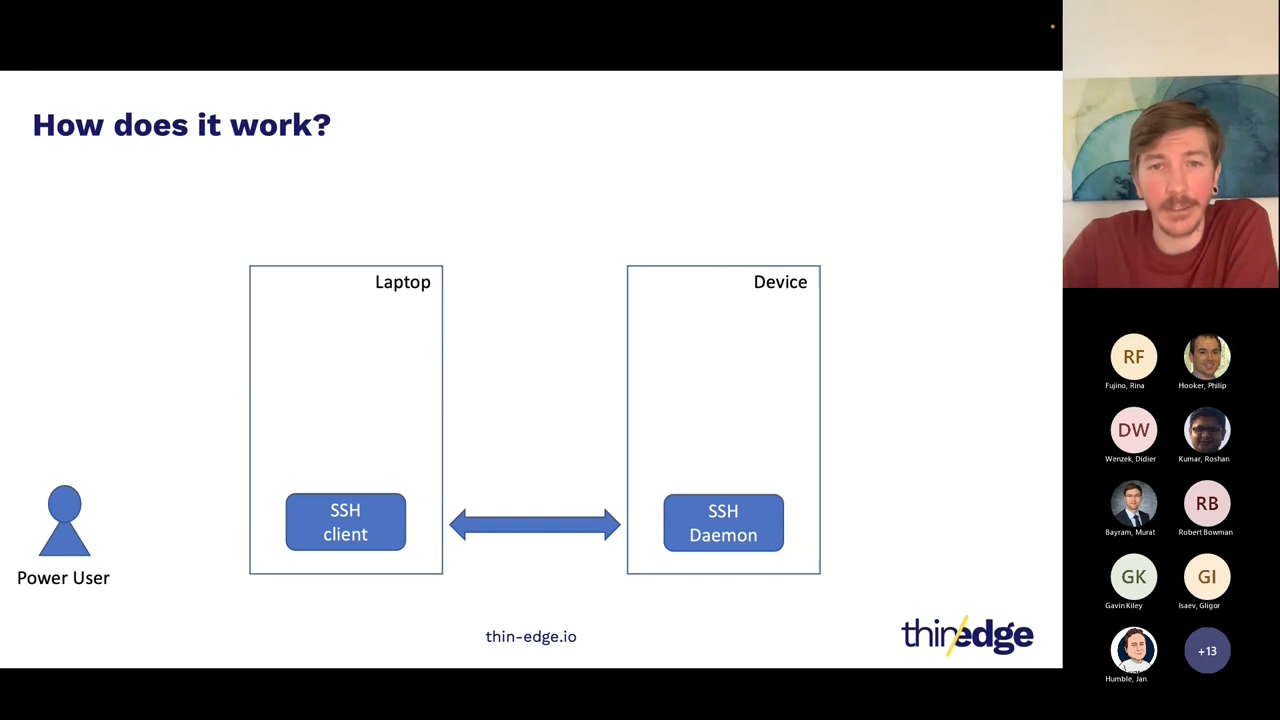 How does it work?
Laptop
Device
SSH
client
SSH
Daemon
Power User
thin-edge.io
thin/edge
RF
Fujino, Rina
Hooker, Philip
DW
Wenzek, Didier
Kumar, Roshan
Bayram, Murat
RB
Robert Bowman
GK
Gavin Kiley
GI
Isaev, Gligor
Humble, Jan
+13